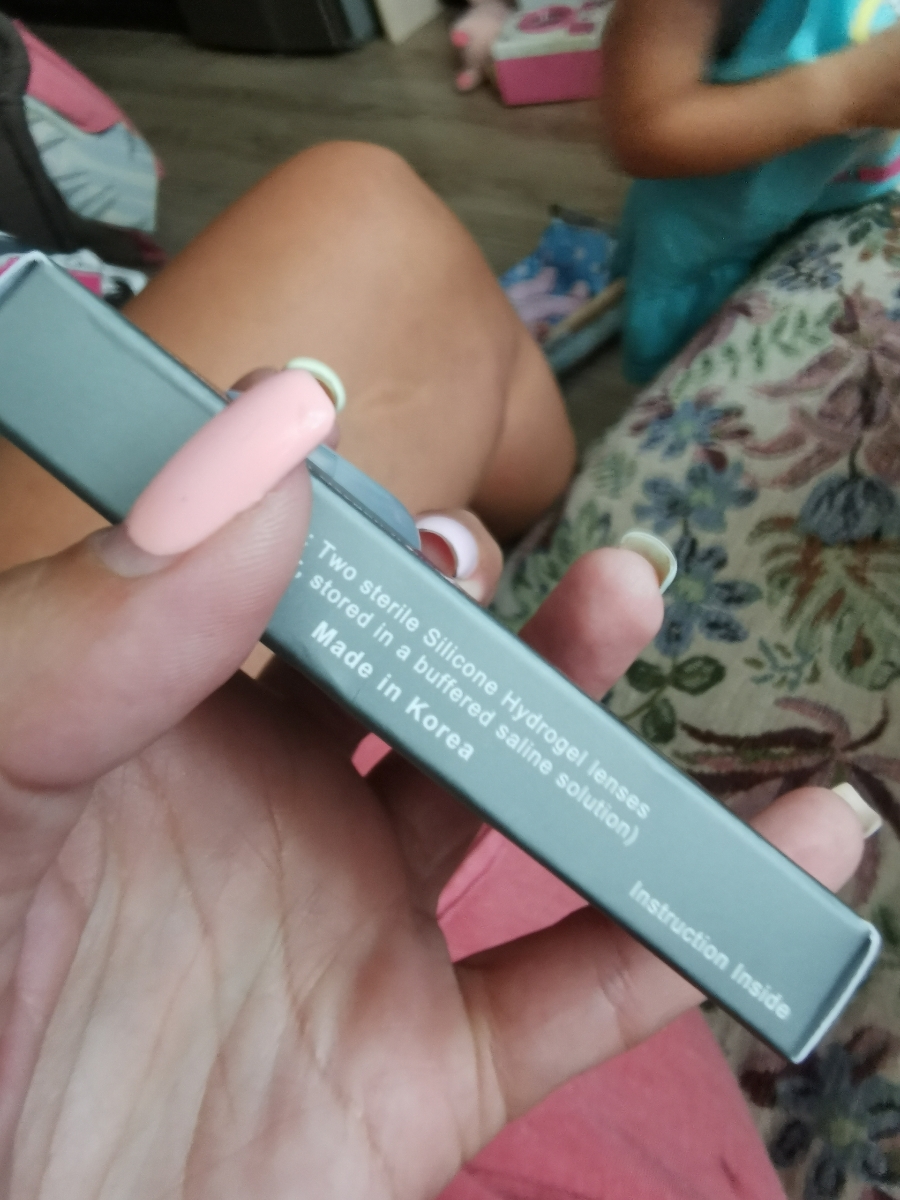 : Two sterile Silicone Hydrogel lenses
, stored in a buffered saline solution)
Made in Korea
Instruction Inside